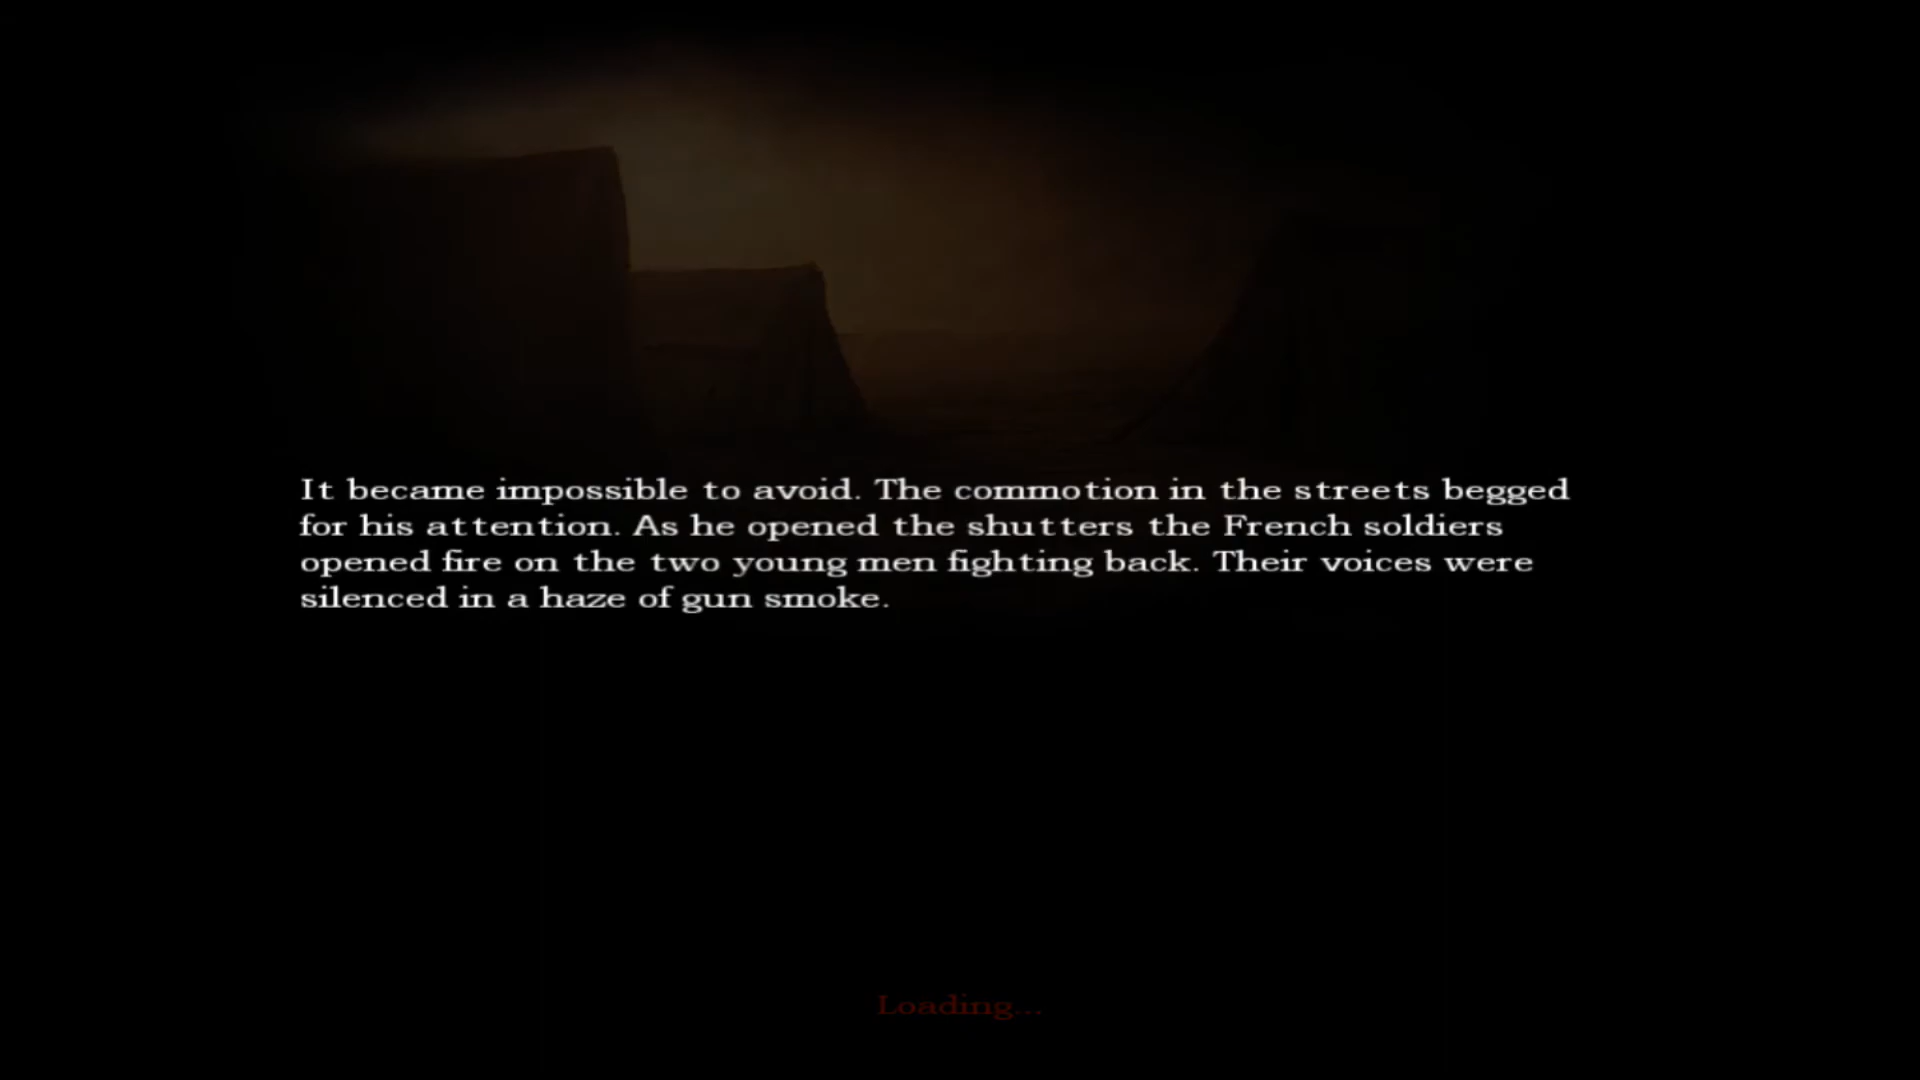 It became impossible to avoid. The commotion in the streets begged
for his attention. As he opened the shutters the French soldiers
opened fire on the two young men fighting back. Their voices were
silenced in a haze of gun smoke.
Loading...